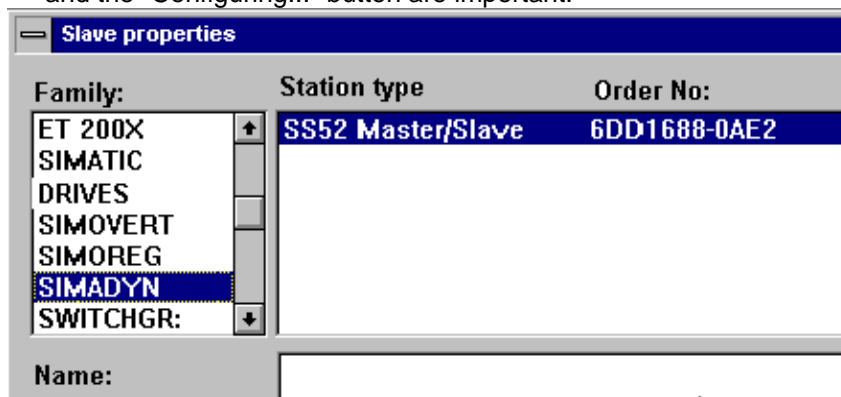 and the "Configuring..." button are important.
Slave properties
Family:
Station type Order No:
ET 200X
SS52 Master/Slave 6DD1688-0AE2
SIMATIC
DRIVES
SIMOVERT
SIMOREG
SIMADYN
SWITCHGR:
Name: